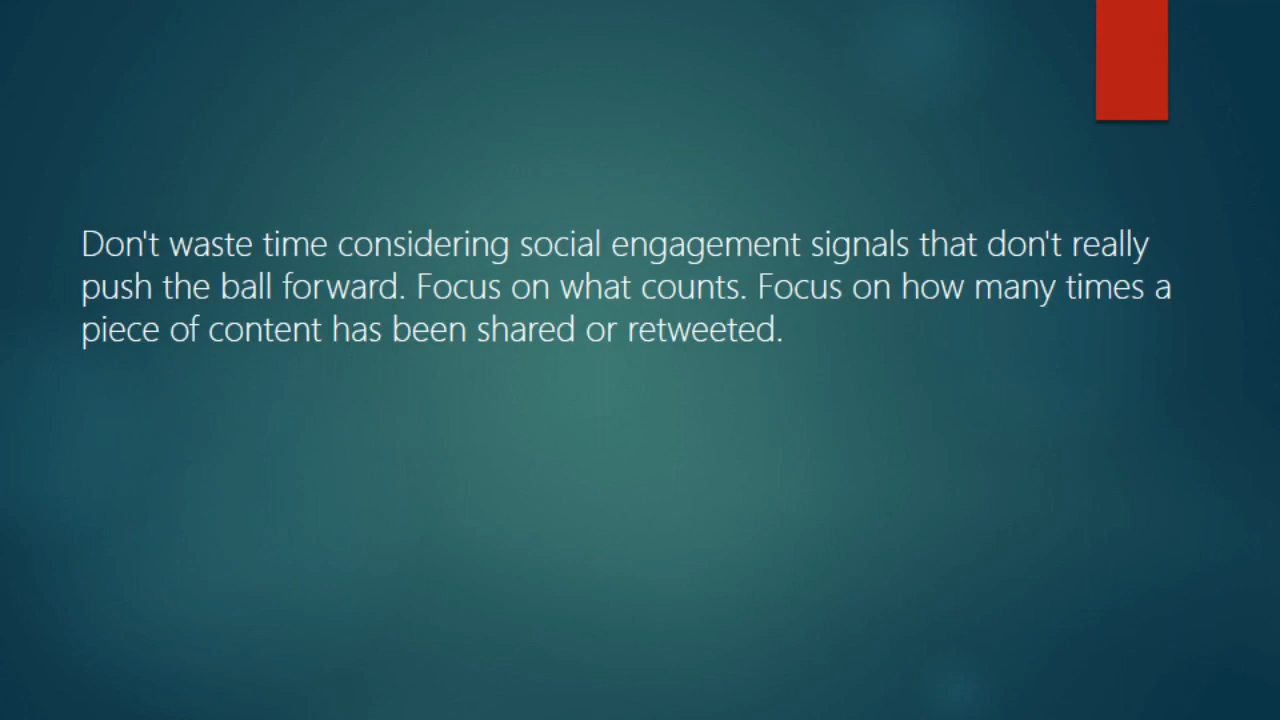 Don't waste time considering social engagement signals that don't really
push the ball forward. Focus on what counts. Focus on how many times a
piece of content has been shared or retweeted.